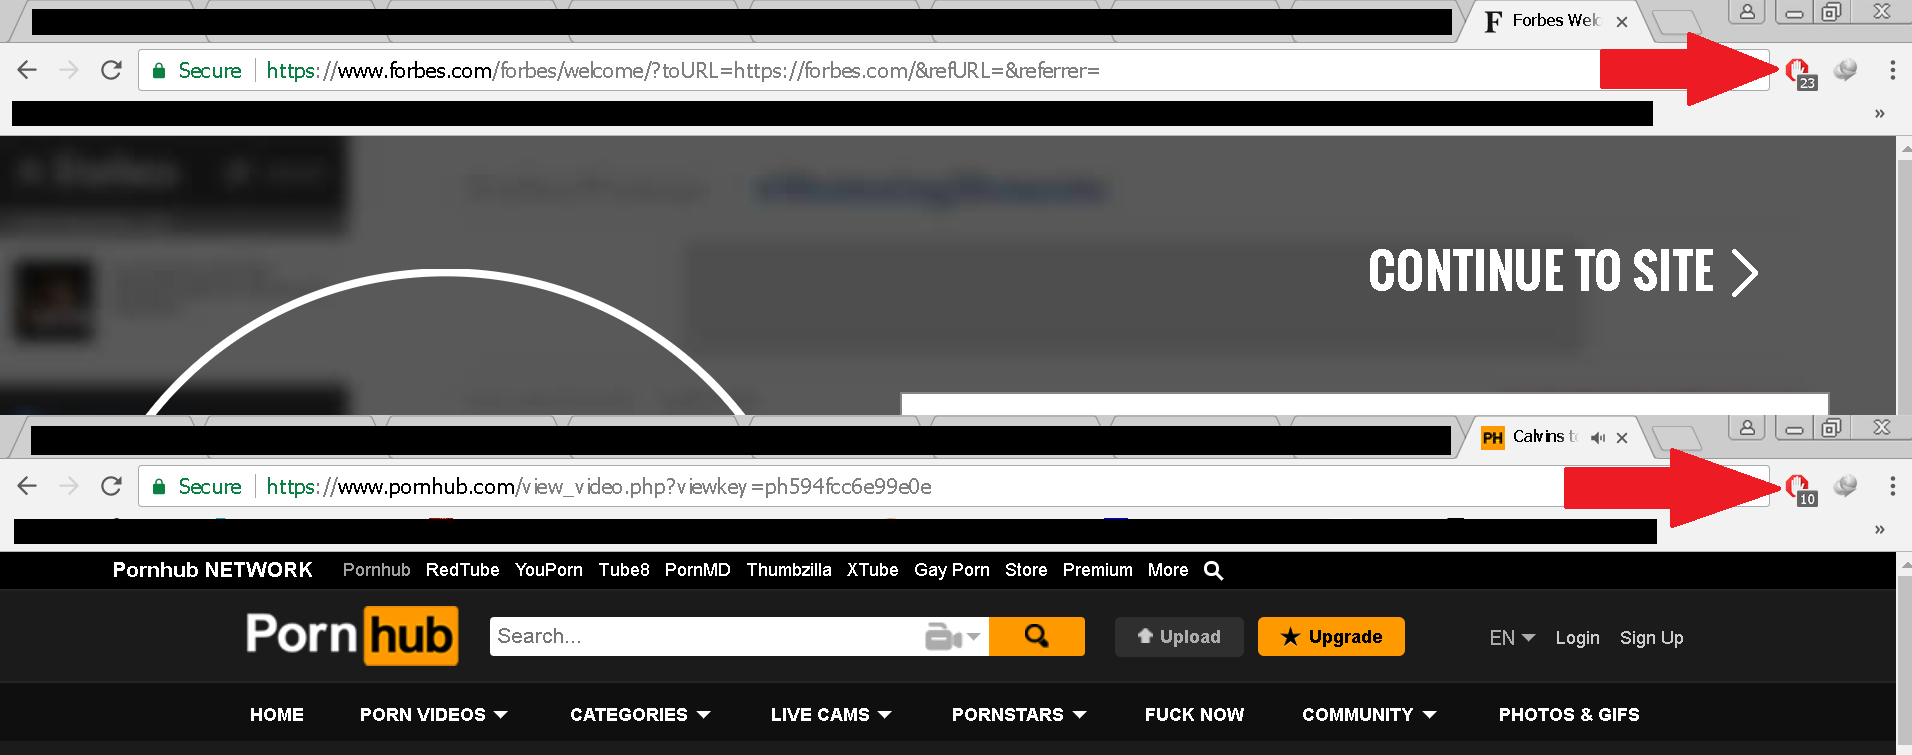 Forbes Welc
Secure https://www.forbes.com/forbes/welcome/?toURL=https://forbes.com/&refURL=&referrer=
23
»
CONTINUE TO SITE
PH Calvins to
Secure https://www.pornhub.com/view_video.php?viewkey=ph594fcc6e99e0e
10
»
Pornhub NETWORK Pornhub RedTube YouPorn Tube8 PornMD Thumbzilla XTube Gay Porn Store Premium More
Porn hub Search... Upload Upgrade EN Login Sign Up
HOME PORN VIDEOS CATEGORIES LIVE CAMS PORNSTARS FUCK NOW COMMUNITY PHOTOS & GIFS